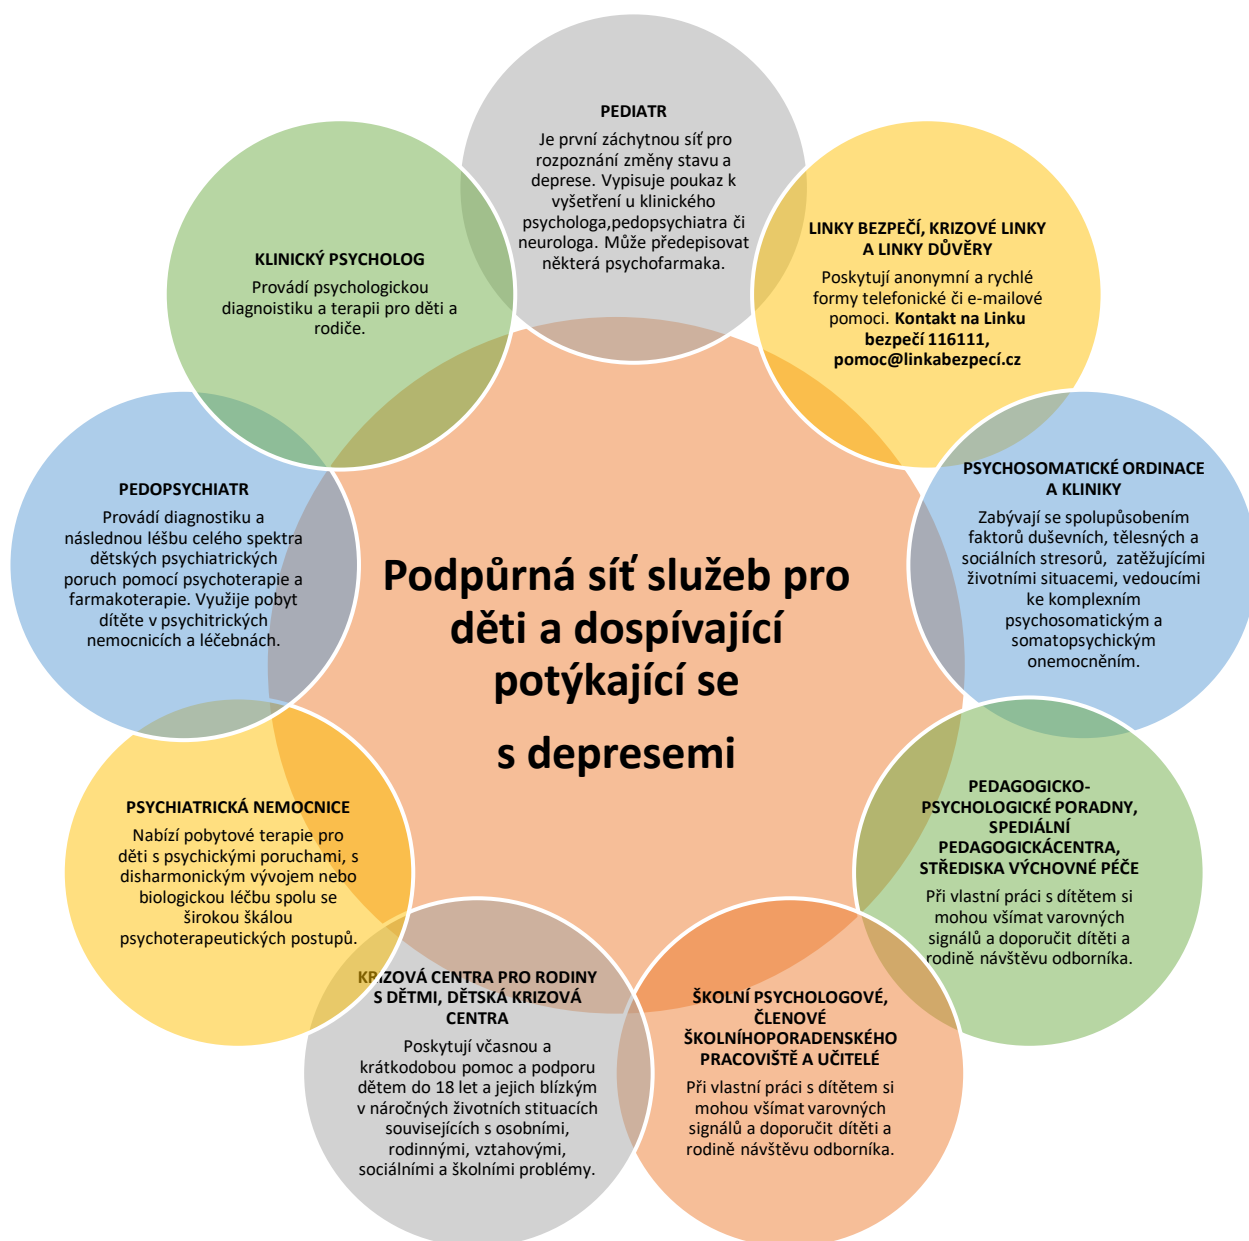 PEDIATR
Je první záchytnou síť pro
rozpoznání změny stavu a
deprese. Vypisuje poukaz k
vyšetření u klinického
psychologa,pedopsychiatra či
neurologa. Může předepisovat
některá psychofarmaka.
LINKY BEZPEČÍ, KRIZOVÉ LINKY
A LINKY DŮVĚRY
Poskytují anonymní a rychlé
formy telefonické či e-mailové
pomoci. Kontakt na Linku
bezpečí 116111,
pomoc@linkabezpecí.cz
PSYCHOSOMATICKÉ ORDINACE
A KLINIKY
Zabývají se spolupůsobením
faktorů duševních, tělesných a
sociálních stresorů, zatěžujícími
životními situacemi, vedoucími
ke komplexním
psychosomatickým a
somatopsychickým
onemocněním.
PEDAGOGICKO-
PSYCHOLOGICKÉ PORADNY,
SPEDIÁLNÍ
PEDAGOGICKÁCENTRA,
STŘEDISKA VÝCHOVNÉ PÉČE
Při vlastní práci s dítětem si
mohou všímat varovných
signálů a doporučit dítěti a
rodině návštěvu odborníka.
ŠKOLNÍ PSYCHOLOGOVÉ,
ČLENOVÉ
ŠKOLNÍHOPORADENSKÉHO
PRACOVIŠTĚ A UČITELÉ
Při vlastní práci s dítětem si
mohou všímat varovných
signálů a doporučit dítěti a
rodině návštěvu odborníka.
KRIZOVÁ CENTRA PRO RODINY
S DĚTMI, DĚTSKÁ KRIZOVÁ
CENTRA
Poskytují včasnou a
krátkodobou pomoc a podporu
dětem do 18 let a jejich blízkým
v náročných životních stituacích
souvisejících s osobními,
rodinnými, vztahovými,
sociálními a školními problémy.
PSYCHIATRICKÁ NEMOCNICE
Nabízí pobytové terapie pro
děti s psychickými poruchami, s
disharmonickým vývojem nebo
biologickou léčbu spolu se
širokou škálou
psychoterapeutických postupů.
PEDOPSYCHIATR
Provádí diagnostiku a
následnou léšbu celého spektra
dětských psychiatrických
poruch pomocí psychoterapie a
farmakoterapie. Využije pobyt
dítěte v psychitrických
nemocnicích a léčebnách.
KLINICKÝ PSYCHOLOG
Provádí psychologickou
diagnoistiku a terapii pro děti a
rodiče.
Podpůrná síť služeb pro
děti a dospívající
potýkající se
s depresemi